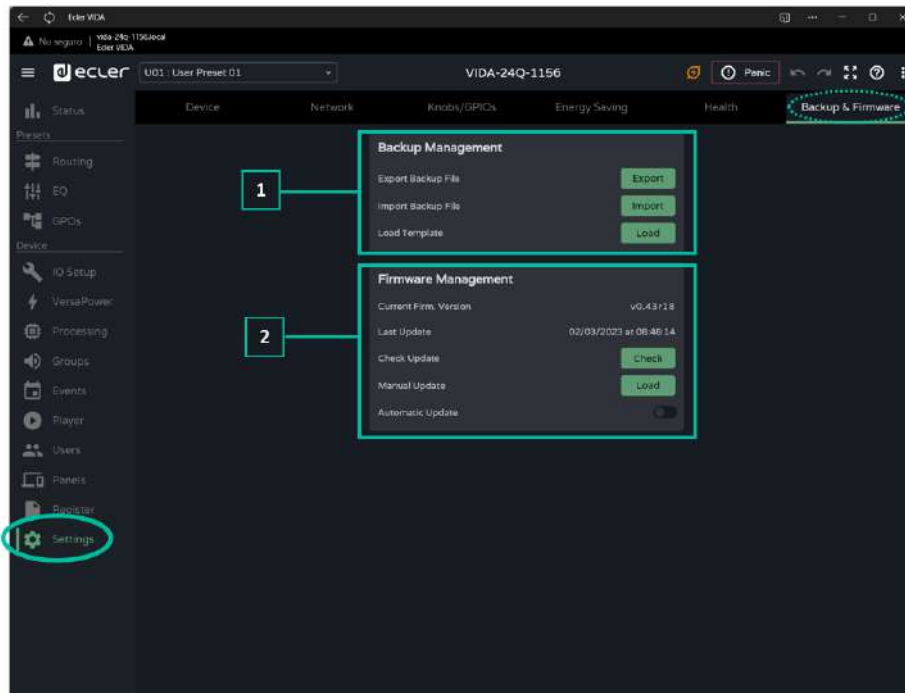 Ecler VIDA
No seguro | vida-24q-1156.local
Ecler VIDA
ecler U01 : User Preset 01 VIDA-24Q-1156 Panic
Device Network Knobs/GPIOs Energy Saving Health Backup & Firmware
Status
Presets
Routing
EQ
GPOs
Device
IO Setup
VersaPower
Processing
Groups
Events
Player
Users
Panels
Register
Settings
1
Backup Management
Export Backup File Export
Import Backup File Import
Load Template Load
2
Firmware Management
Current Firm. Version v0.43r18
Last Update 02/03/2023 at 08:46:14
Check Update Check
Manual Update Load
Automatic Update